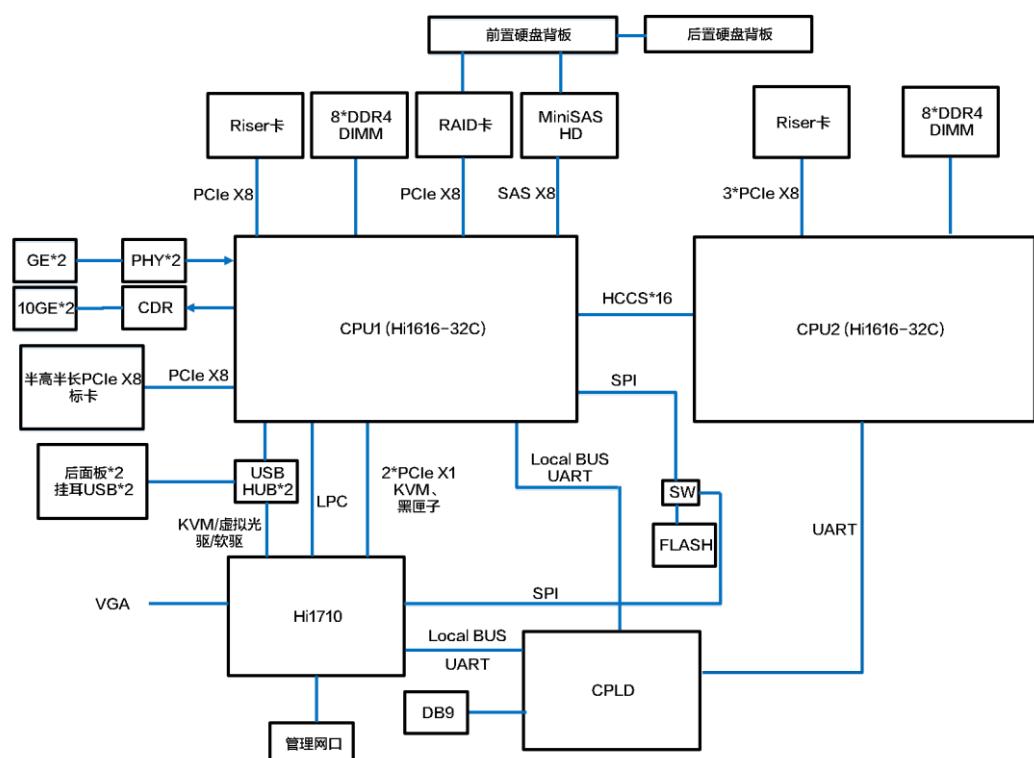 前置硬盘背板
后置硬盘背板
Riser卡
8*DDR4
DIMM
RAID卡
MiniSAS
HD
Riser卡
8*DDR4
DIMM
PCIe X8
PCIe X8
SAS X8
3*PCIe X8
GE*2
PHY*2
10GE*2
CDR
CPU1 (Hi1616-32C)
HCCS*16
CPU2 (Hi1616-32C)
半高半长PCIe X8
标卡
PCIe X8
SPI
后面板*2
挂耳USB*2
USB
HUB*2
LPC
2*PCIe X1
KVM、
黑匣子
Local BUS
UART
SW
FLASH
UART
KVM/虚拟光
驱/软驱
VGA
Hi1710
SPI
Local BUS
UART
CPLD
DB9
管理网口